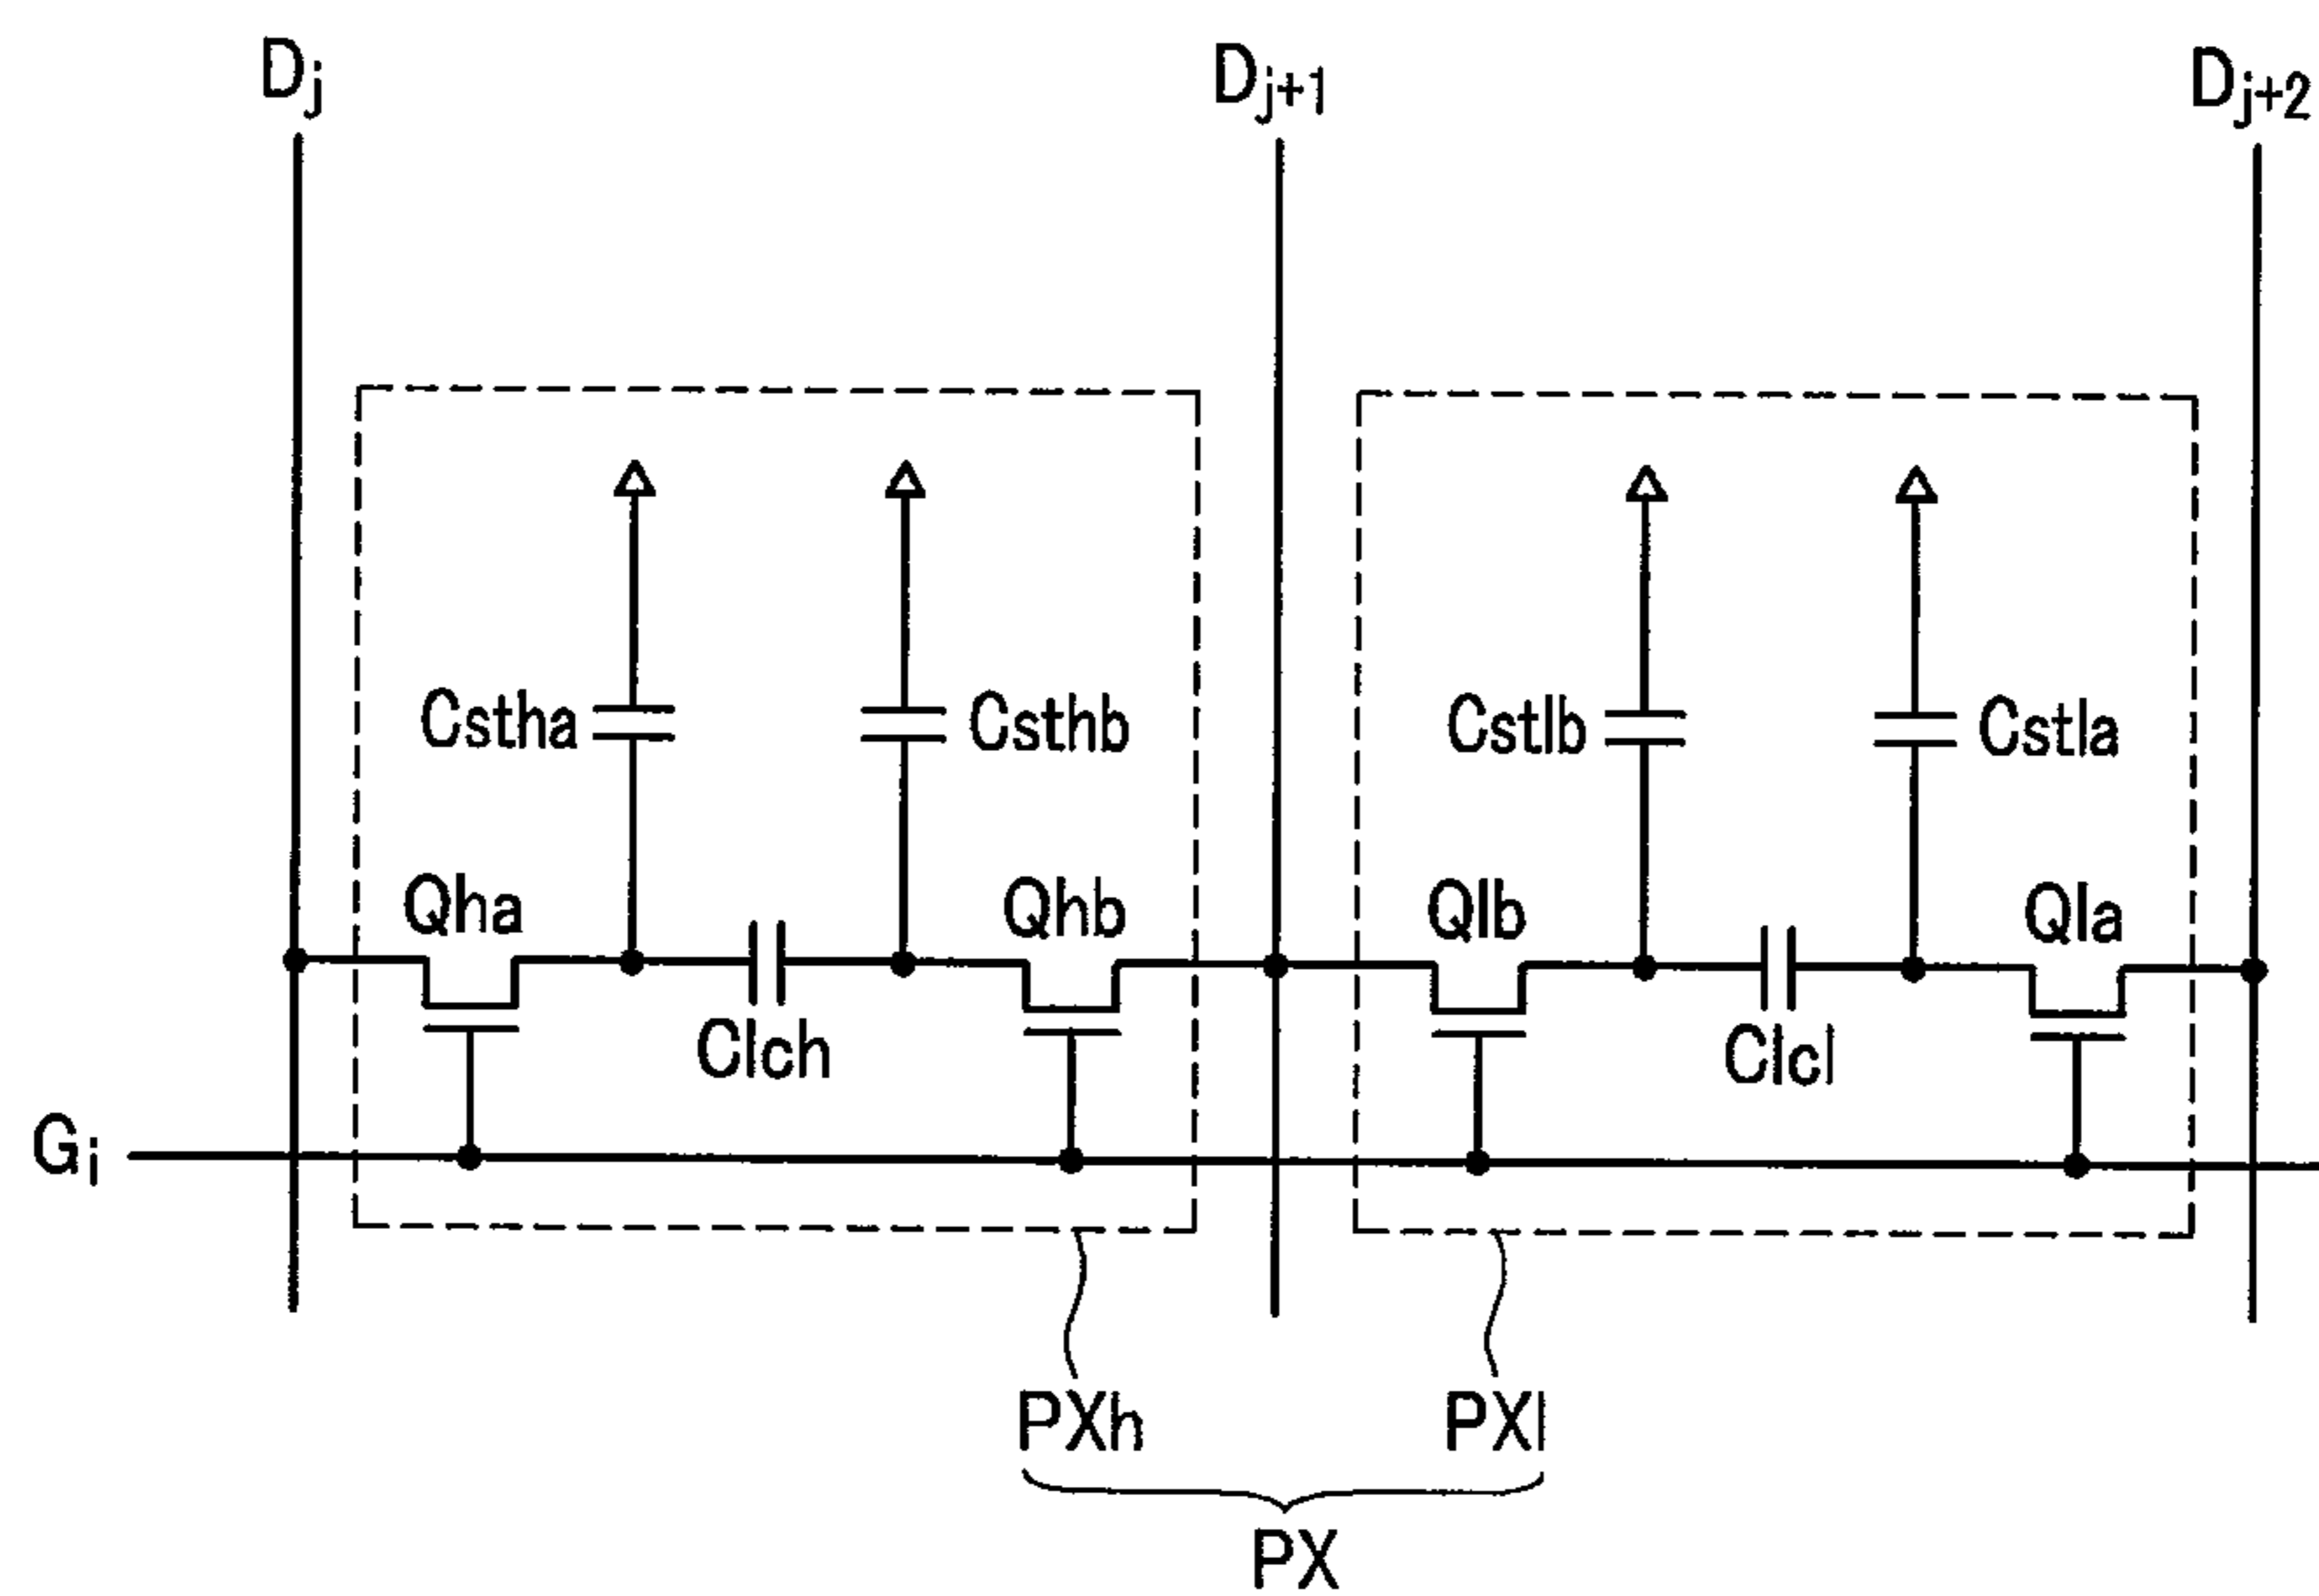 Dj Dj+1 Dj+2
Cstha Csthb Cstlb Cstla
Qha Qhb Qlb Qla
Clch Clcl
Gi
PXh PXl
PX